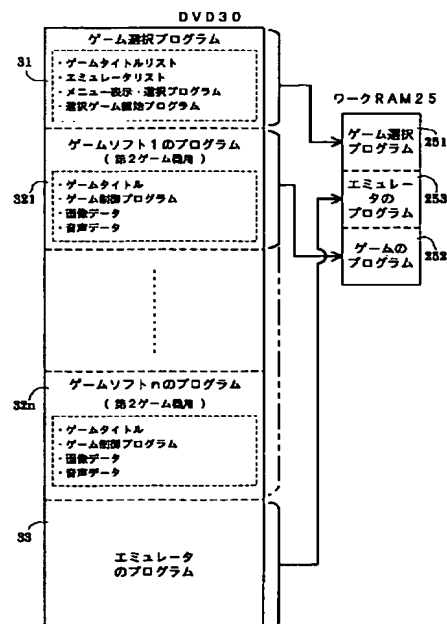 DVD30
ゲーム選択プログラム
31
・ゲームタイトルリスト
・エミュレータリスト
・メニュー表示・選択プログラム
・選択ゲーム起動プログラム
ゲームソフト1のプログラム
(第2ゲーム機用)
321
・ゲームタイトル
・ゲーム制御プログラム
・画像データ
・音声データ
ゲームソフトnのプログラム
(第2ゲーム機用)
32n
・ゲームタイトル
・ゲーム制御プログラム
・画像データ
・音声データ
33
エミュレータ
のプログラム
ワークRAM25
ゲーム選択
プログラム
251
エミュレー
タの
プログラム
253
ゲームの
プログラム
252